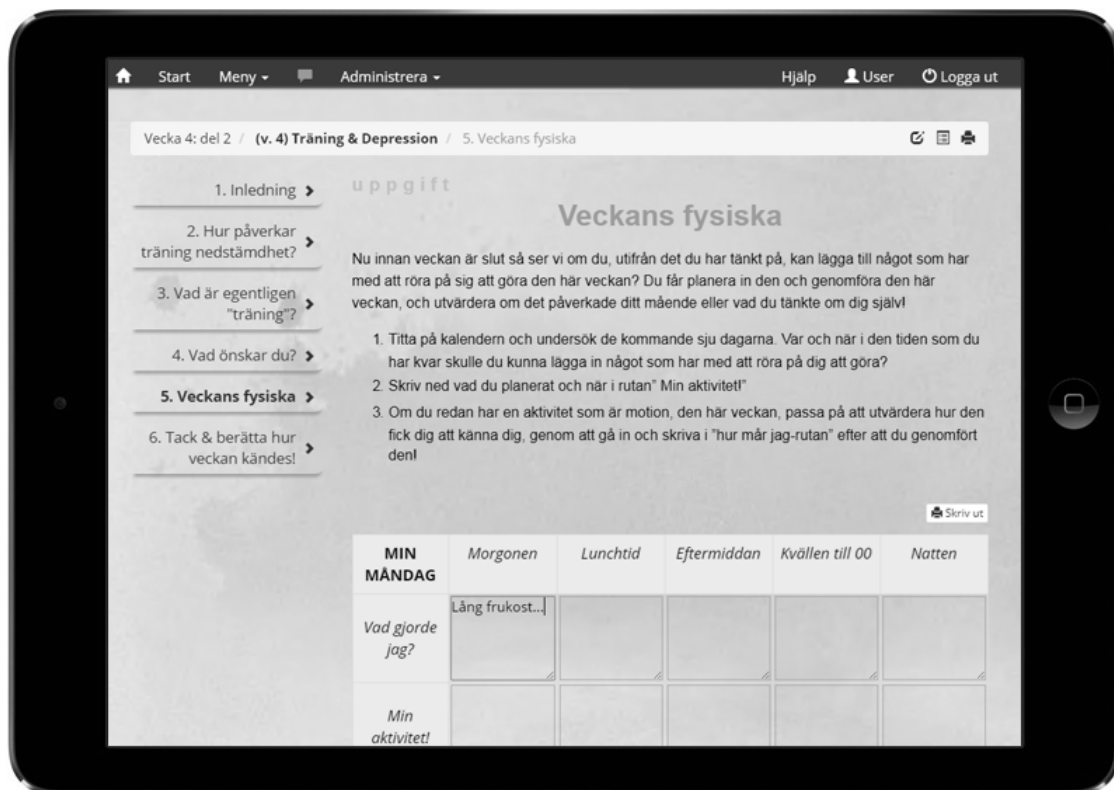 Start Meny Administrera Hjälp User Logga ut
Vecka 4: del 2 / (v. 4) Träning & Depression / 5. Veckans fysiska
1. Inledning
2. Hur påverkar
träning nedstämdhet?
3. Vad är egentligen
"träning"?
4. Vad önskar du?
5. Veckans fysiska
6. Tack & berätta hur
veckan kändes!
uppgift
Veckans fysiska
Nu innan veckan är slut så ser vi om du, utifrån det du har tänkt på, kan lägga till något som har
med att röra på sig att göra den här veckan? Du får planera in den och genomföra den här
veckan, och utvärdera om det påverkade ditt mående eller vad du tänkte om dig själv!
1. Titta på kalendern och undersök de kommande sju dagarna. Var och när i den tiden som du
har kvar skulle du kunna lägga in något som har med att röra på dig att göra?
2. Skriv ned vad du planerat och när i rutan" Min aktivitet!"
3. Om du redan har en aktivitet som är motion, den här veckan, passa på att utvärdera hur den
fick dig att känna dig, genom att gå in och skriva i "hur mår jag-rutan" efter att du genomfört
den!
Skriv ut
MIN
MÅNDAG
Morgonen Lunchtid Eftermiddan Kvällen till 00 Natten
Vad gjorde
jag?
Lång frukost...
Min
aktivitet!